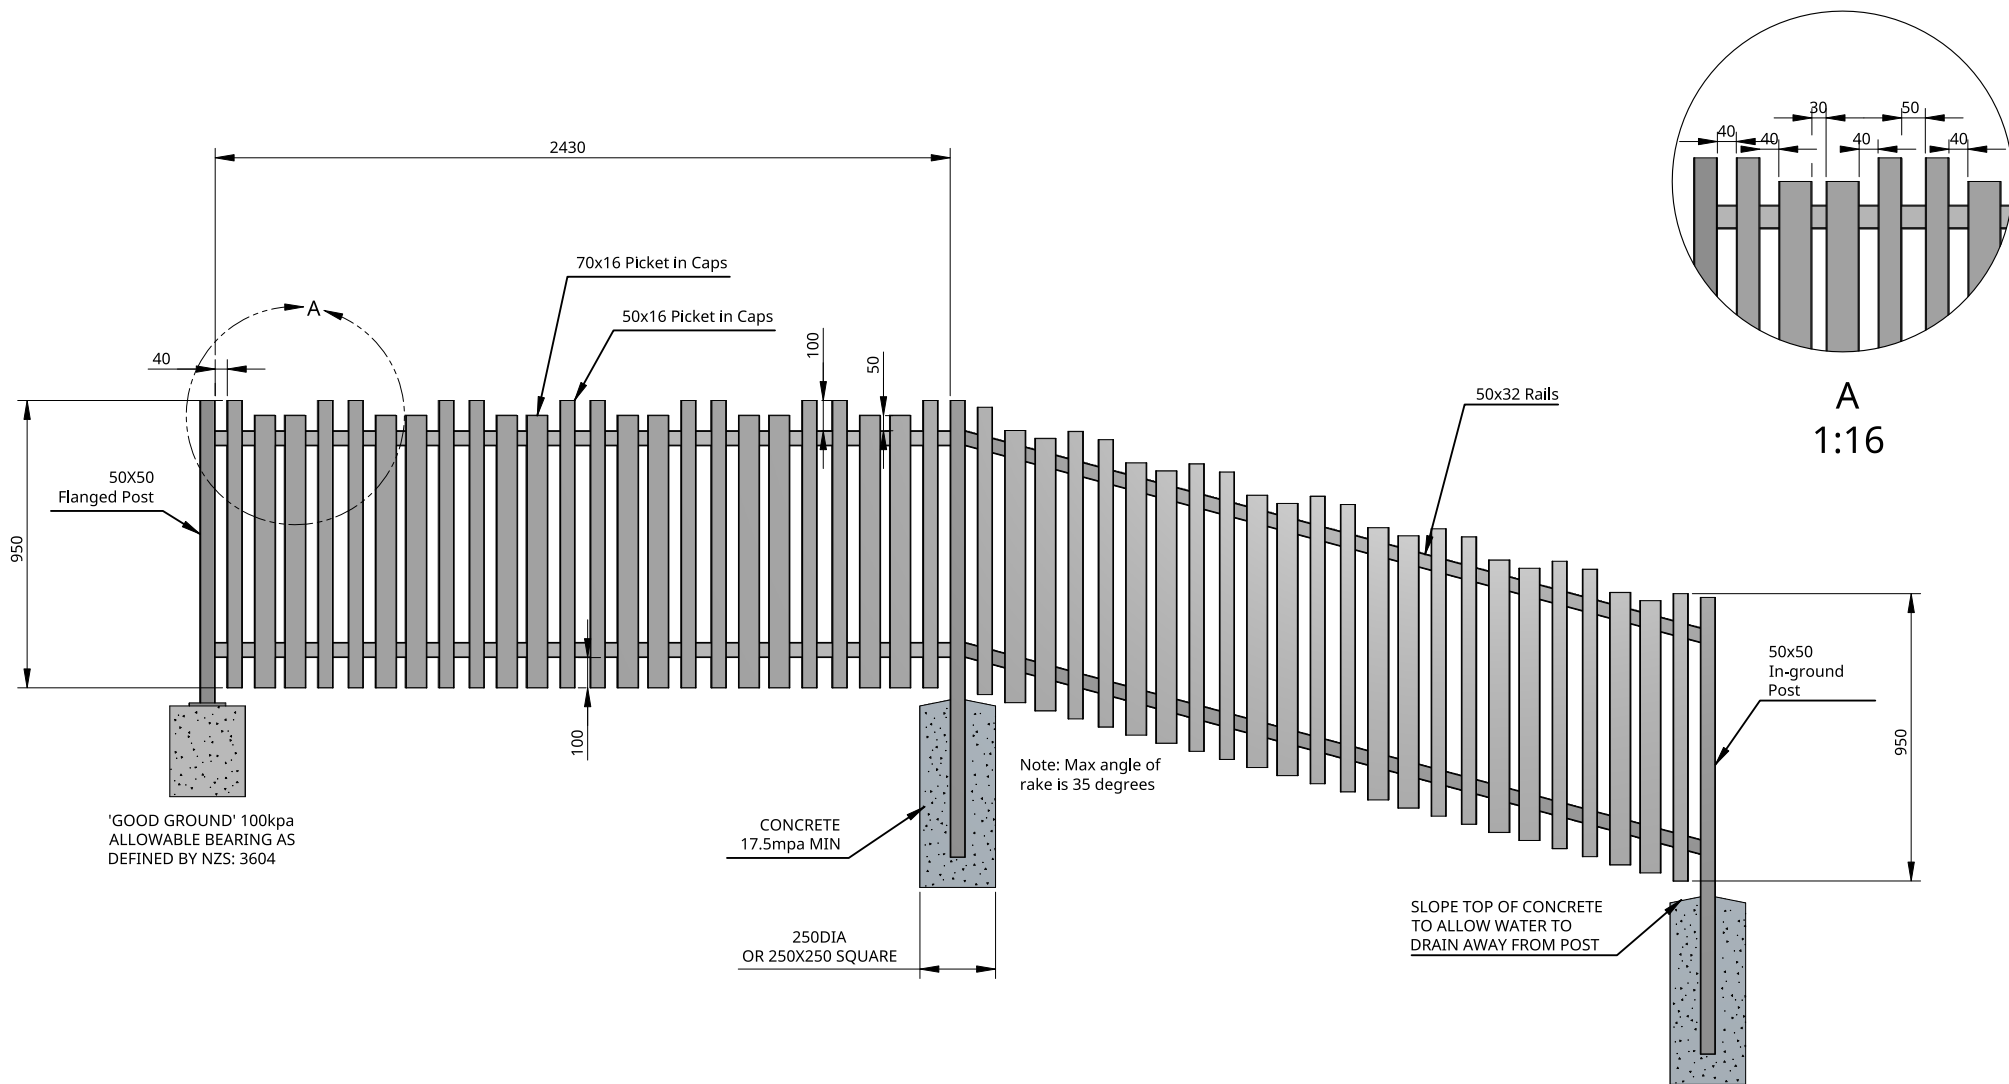 30
50
40
40
40
40
2430
70x16 Picket in Caps
A
50x16 Picket in Caps
100
50
40
50x32 Rails
A
1:16
50X50
Flanged Post
950
50x50
In-ground
Post
100
950
Note: Max angle of
rake is 35 degrees
'GOOD GROUND' 100kpa
ALLOWABLE BEARING AS
DEFINED BY NZS: 3604
CONCRETE
17.5mpa MIN
SLOPE TOP OF CONCRETE
TO ALLOW WATER TO
DRAIN AWAY FROM POST
250DIA
OR 250X250 SQUARE